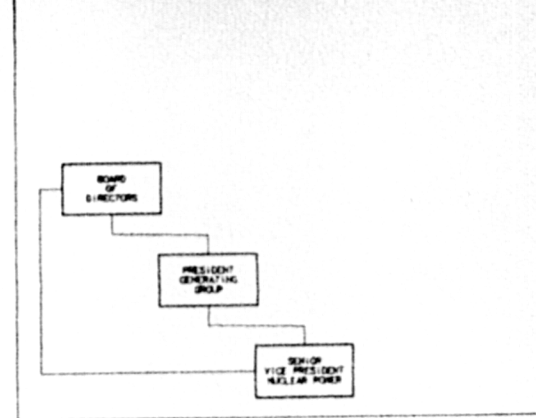 BOARD
OF
DIRECTORS
PRESIDENT
GENERATING
GROUP
SENIOR
VICE PRESIDENT
NUCLEAR POWER